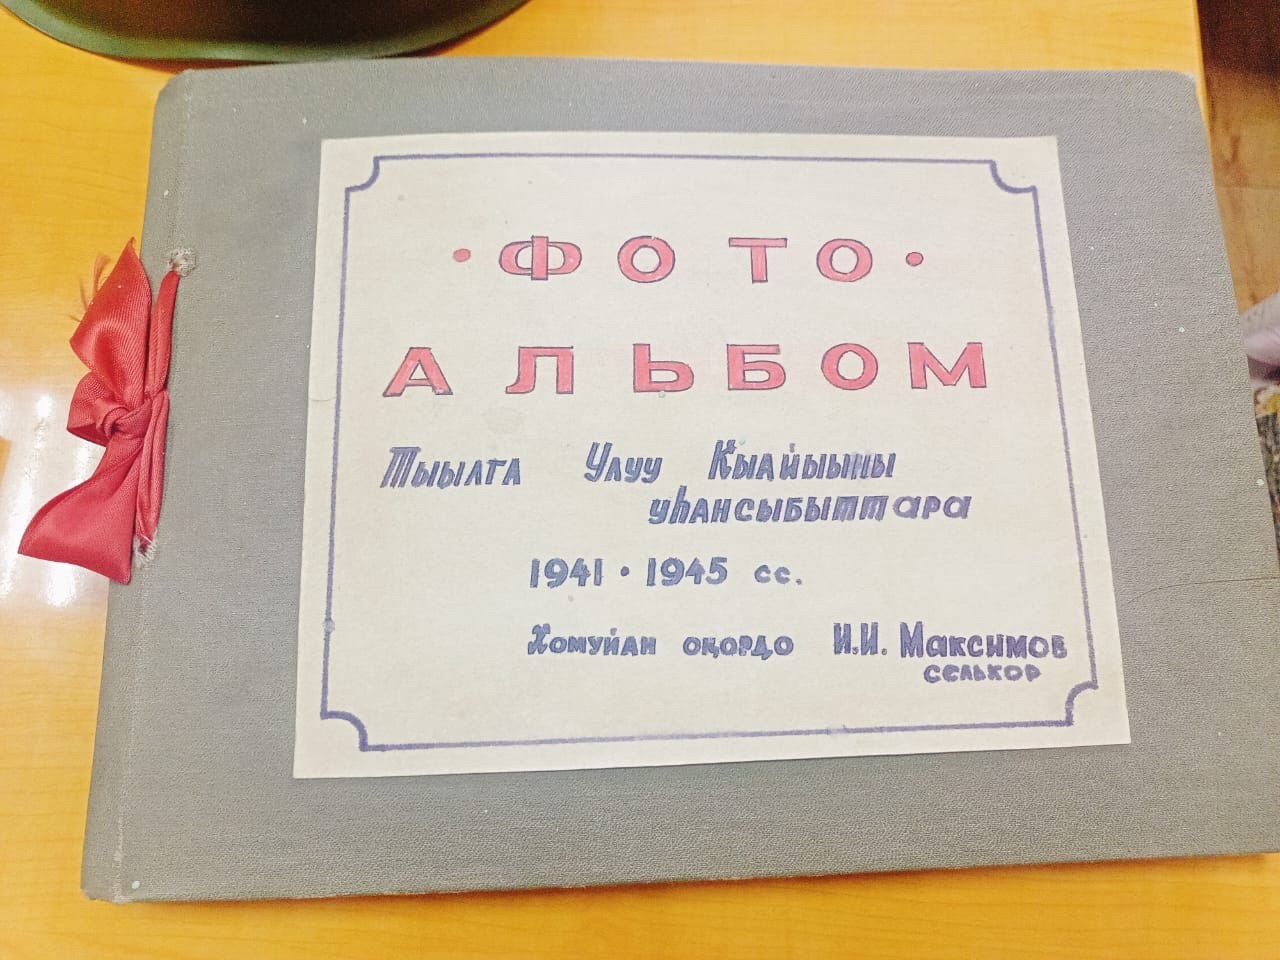 • ФОТО •
АЛЬБОМ
Тыылга Улуу Кыайыыны
уһансыбыттара
1941 • 1945 сс.
Хомуйан оҥордо И.И. Максимов
селькор